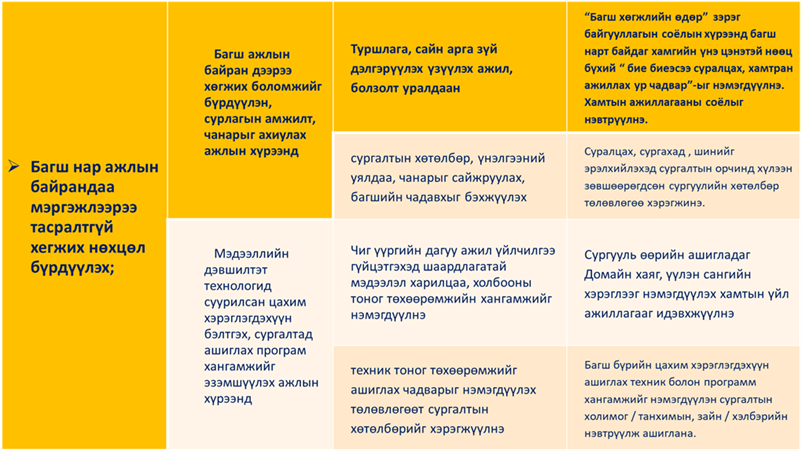 ➢ Багш нар ажлын
байрандаа
мэргэжлээрээ
тасралтгүй
хегжих нөхцөл
бүрдүүлэх;
Багш ажлын
байран дээрээ
хөгжих боломжийг
бүрдүүлэн,
сурлагын амжилт,
чанарыг ахиулах
ажлын хүрээнд
Туршлага, сайн арга зүй
дэлгэрүүлэх үзүүлэх ажил,
болзолт уралдаан
“Багш хөгжлийн өдөр” зэрэг
байгууллагын соёлын хүрээнд багш
нарт байдаг хамгийн үнэ цэнэтэй нөөц
бүхий “ бие биеэсээ суралцах, хамтран
ажиллах ур чадвар”-ыг нэмэгдүүлнэ.
Хамтын ажиллагааны соёлыг
нэвтрүүлнэ.
сургалтын хөтөлбөр, үнэлгээний
уялдаа, чанарыг сайжруулах,
багшийн чадавхыг бэхжүүлэх
Суралцах, сургахад , шинийг
эрэлхийлэхэд сургалтын орчинд хүлээн
зөвшөөрөгдсөн сургуулийн хөтөлбөр
төлөвлөгөө хэрэгжинэ.
Мэдээллийн
дэвшилтэт
технологид
суурилсан цахим
хэрэглэгдэхүүн
бэлтгэх, сургалтад
ашиглах програм
хангамжийг
эзэмшүүлэх ажлын
хүрээнд
Чиг үүргийн дагуу ажил үйлчилгээ
гүйцэтгэхэд шаардлагатай
мэдээлэл харилцаа, холбооны
тоног төхөөрөмжийн хангамжийг
нэмэгдүүлнэ
Сургууль өөрийн ашигладаг
Домайн хаяг, үүлэн сангийн
хэрэглээг нэмэгдүүлэх хамтын үйл
ажиллагааг идэвхжүүлнэ
техник тоног төхөөрөмжийг
ашиглах чадварыг нэмэгдүүлэх
төлөвлөгөөт сургалтын
хөтөлбөрийг хэрэгжүүлнэ
Багш бүрийн цахим хэрэглэгдэхүүн
ашиглах техник болон программ
хангамжийг нэмэгдүүлэн сургалтын
холимог / танхимын, зайн / хэлбэрийн
нэвтрүүлж ашиглана.